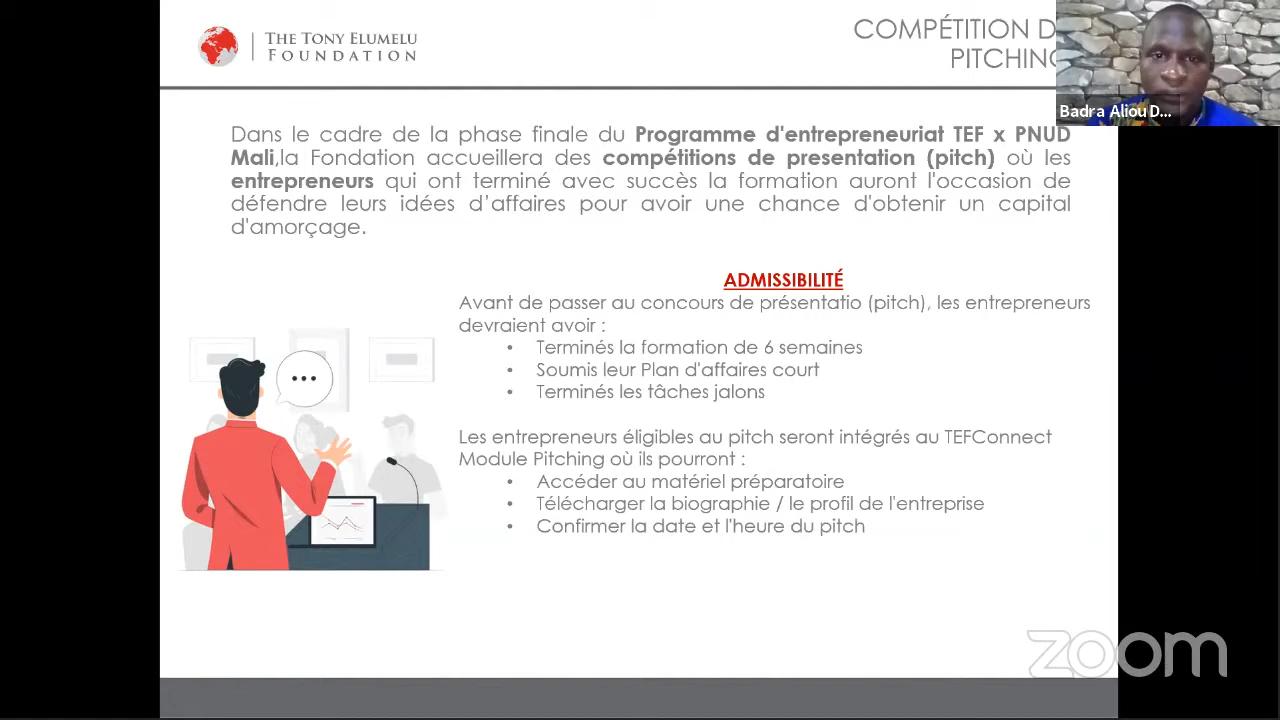 THE TONY ELUMELU
FOUNDATION
COMPÉTITION D
PITCHING
Badra Aliou D...
Dans le cadre de la phase finale du Programme d'entrepreneuriat TEF x PNUD
Mali,la Fondation accueillera des compétitions de presentation (pitch) où les
entrepreneurs qui ont terminé avec succès la formation auront l'occasion de
défendre leurs idées d'affaires pour avoir une chance d'obtenir un capital
d'amorçage.
ADMISSIBILITÉ
Avant de passer au concours de présentatio (pitch), les entrepreneurs
devraient avoir :
• Terminés la formation de 6 semaines
• Soumis leur Plan d'affaires court
• Terminés les tâches jalons
Les entrepreneurs éligibles au pitch seront intégrés au TEFConnect
Module Pitching où ils pourront :
• Accéder au matériel préparatoire
• Télécharger la biographie / le profil de l'entreprise
• Confirmer la date et l'heure du pitch
zoom